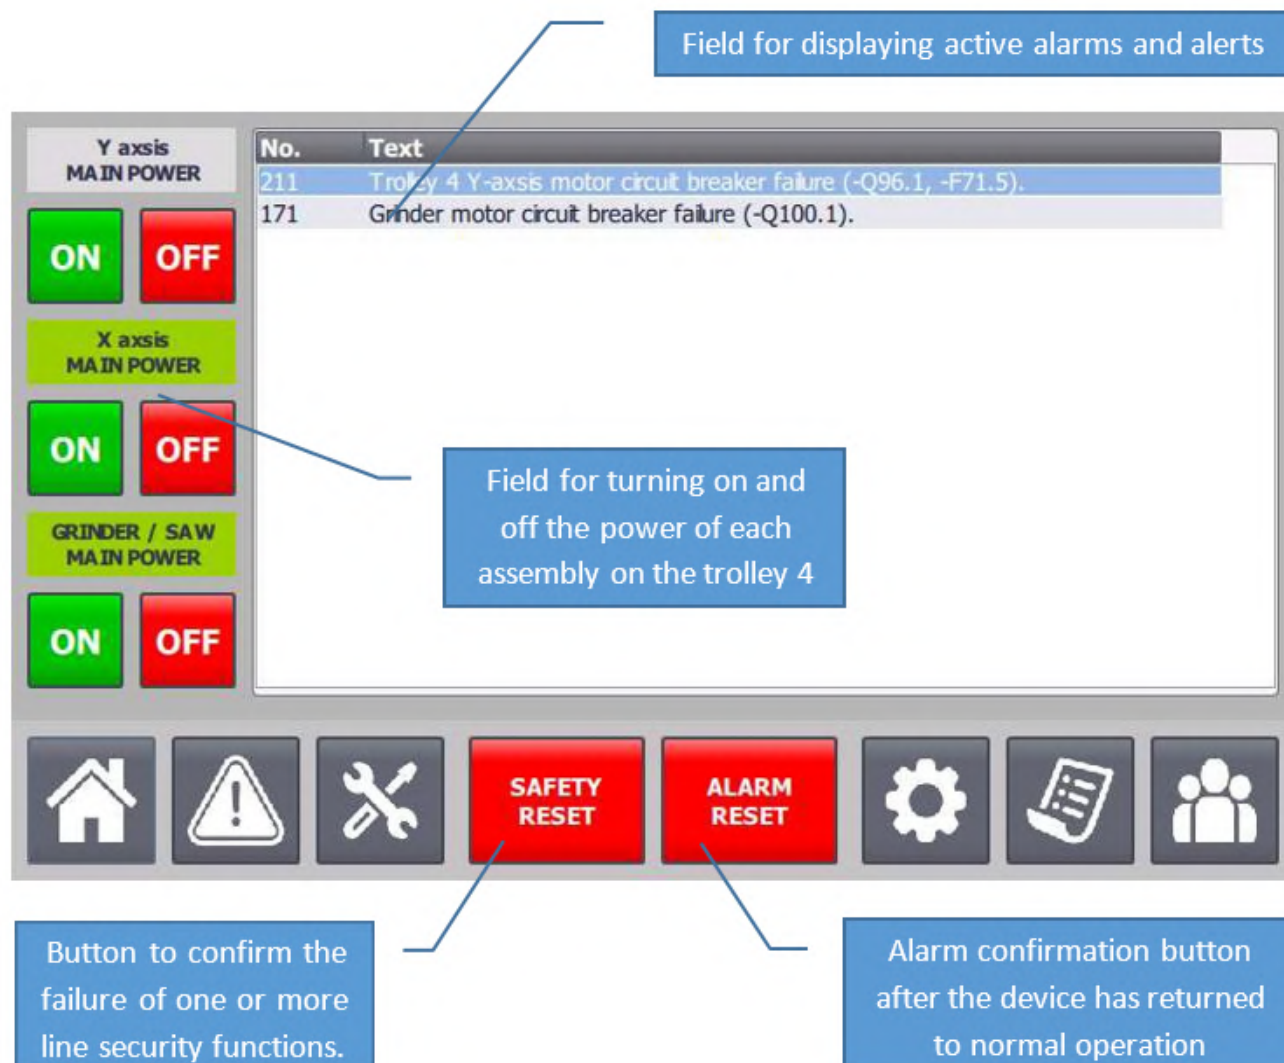 Field for displaying active alarms and alerts
Y axsis
MAIN POWER
ON
OFF
No.
Text
211
Trolley 4 Y-axsis motor circuit breaker failure (-Q96.1, -F71.5).
171
Grinder motor circuit breaker failure (-Q100.1).
X axsis
MAIN POWER
ON
OFF
Field for turning on and
off the power of each
assembly on the trolley 4
GRINDER / SAW
MAIN POWER
ON
OFF
SAFETY
RESET
ALARM
RESET
Button to confirm the
failure of one or more
line security functions.
Alarm confirmation button
after the device has returned
to normal operation